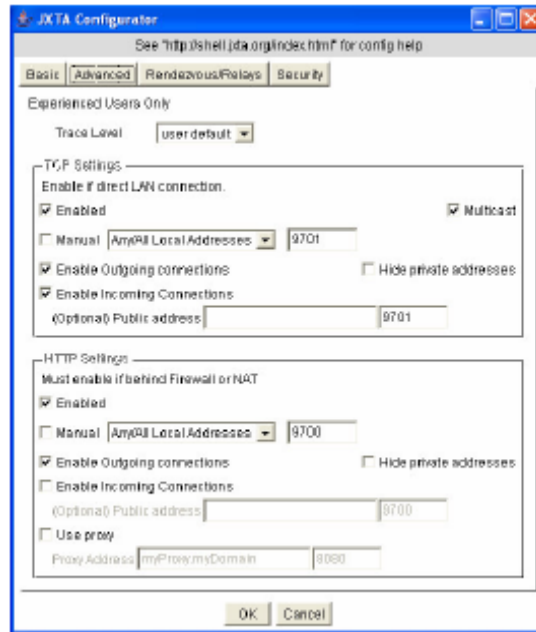 JXTA Configurator
See "http://shell.jxta.org/index.html" for config help
Basic Advanced Rendezvous/Relays Security
Experienced Users Only
Trace Level user default
TCP Settings
Enable if direct LAN connection.
Enabled Multicast
Manual Any/All Local Addresses 9701
Enable Outgoing connections Hide private addresses
Enable Incoming Connections
(Optional) Public address 9701
HTTP Settings
Must enable if behind Firewall or NAT
Enabled
Manual Any/All Local Addresses 9700
Enable Outgoing connections Hide private addresses
Enable Incoming Connections
(Optional) Public address 9700
Use proxy
Proxy Address myProxy.myDomain 8080
OK Cancel